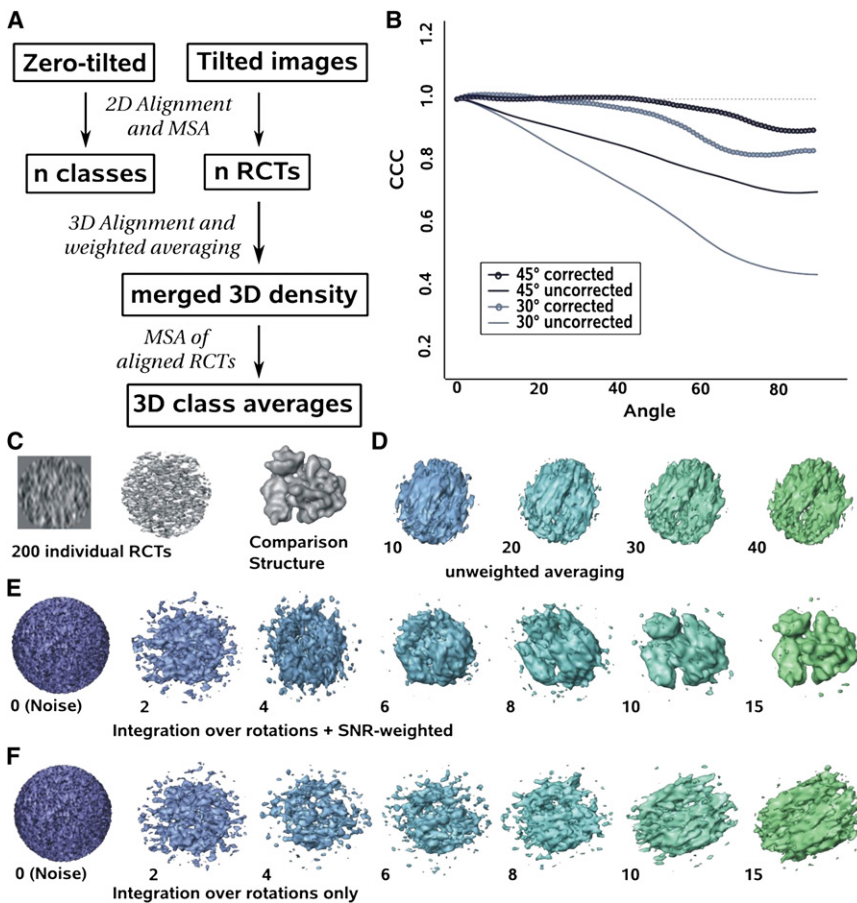 A
Zero-tilted Tilted images
2D Alignment
and MSA
n classes n RCTs
3D Alignment and
weighted averaging
merged 3D density
MSA of
aligned RCTs
3D class averages
B
1.2
1.0
0.8
0.6
0.4
0.2
CCC
45° corrected
45° uncorrected
30° corrected
30° uncorrected
0 20 40 60 80
Angle
C
200 individual RCTs
Comparison
Structure
D
10 20 30 40
unweighted averaging
E
0 (Noise) 2 4 6 8 10 15
Integration over rotations + SNR-weighted
F
0 (Noise) 2 4 6 8 10 15
Integration over rotations only